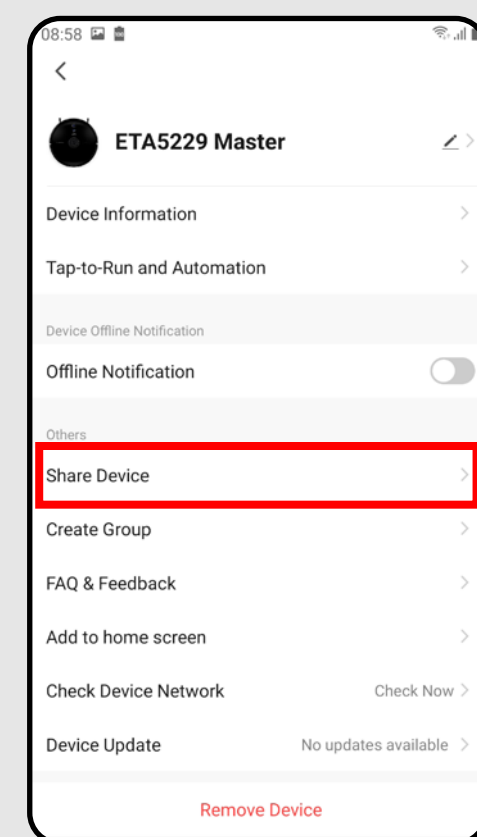 08:58
ETA5229 Master
Device Information
Tap-to-Run and Automation
Device Offline Notification
Offline Notification
Others
Share Device
Create Group
FAQ & Feedback
Add to home screen
Check Device Network Check Now
Device Update No updates available
Remove Device